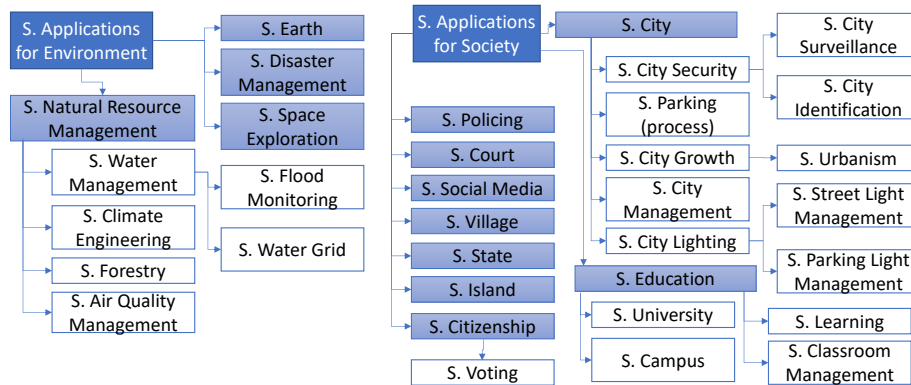 S. Applications
for Environment
S. Earth
S. Disaster
Management
S. Space
Exploration
S. Natural Resource
Management
S. Water
Management
S. Flood
Monitoring
S. Water Grid
S. Climate
Engineering
S. Forestry
S. Air Quality
Management
S. Applications
for Society
S. Policing
S. Court
S. Social Media
S. Village
S. State
S. Island
S. Citizenship
S. Voting
S. City
S. City Security
S. City
Surveillance
S. City
Identification
S. Parking
(process)
S. City Growth
S. Urbanism
S. City
Management
S. City Lighting
S. Street Light
Management
S. Parking Light
Management
S. Education
S. University
S. Campus
S. Learning
S. Classroom
Management